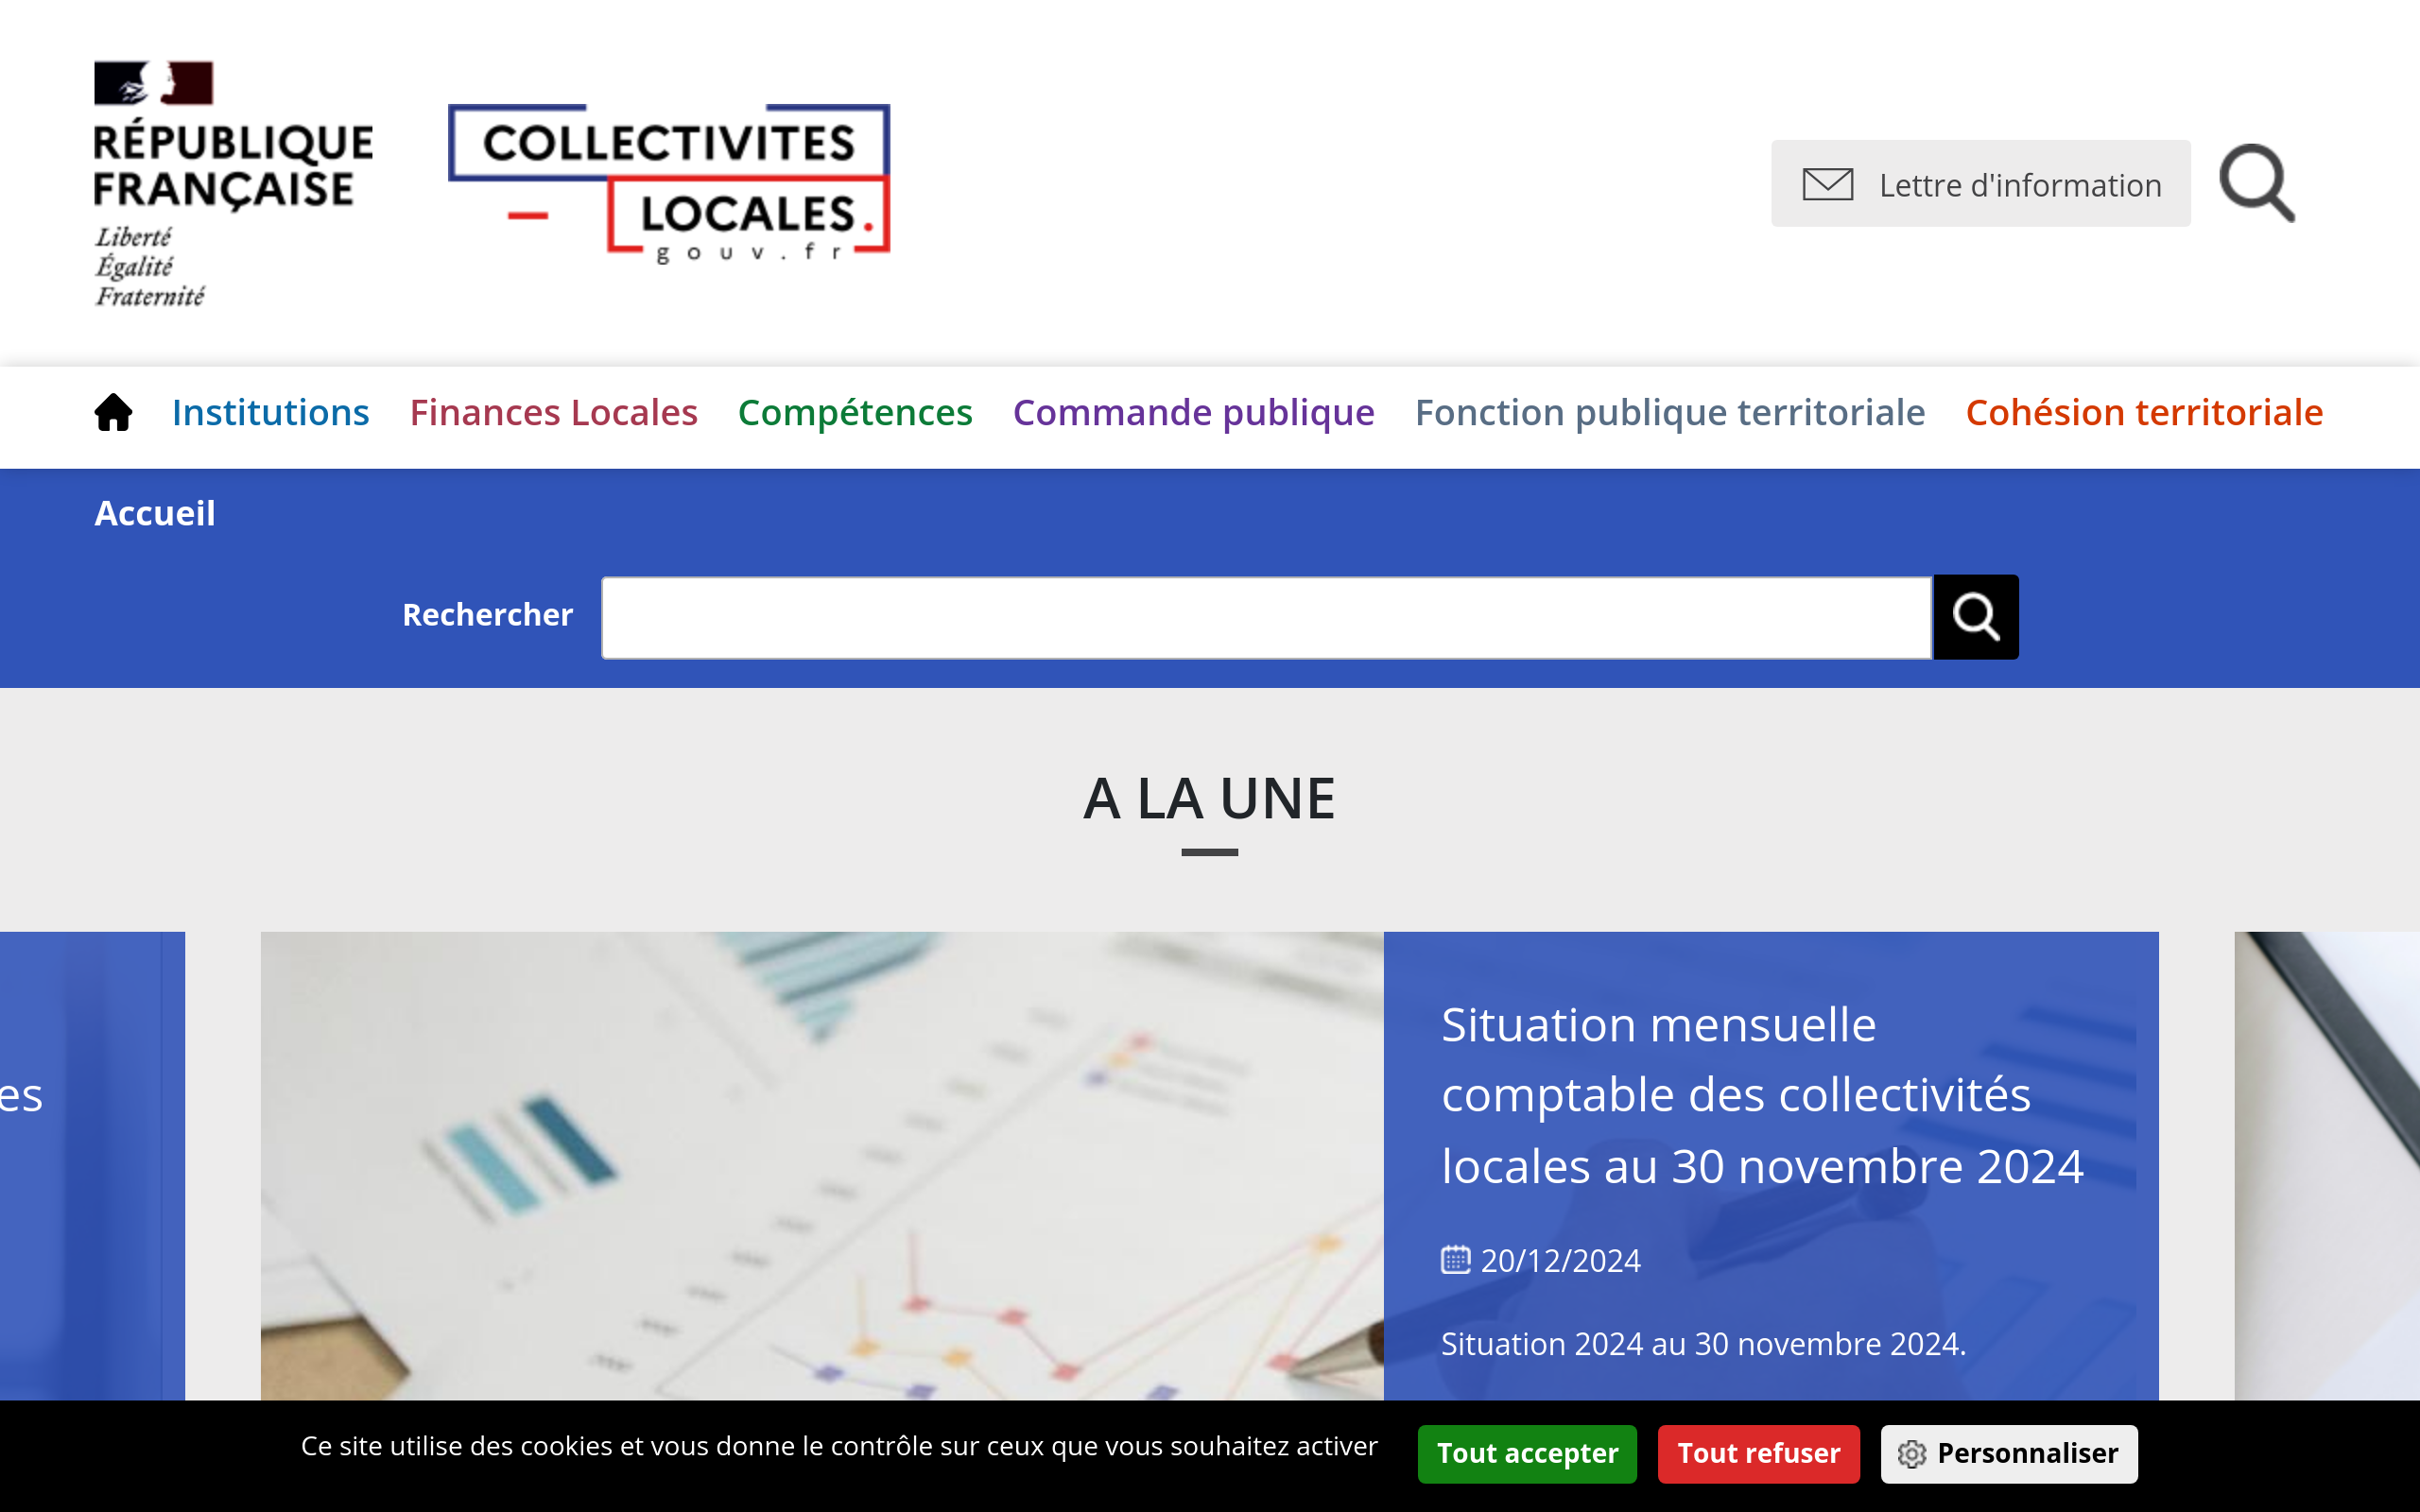 RÉPUBLIQUE
FRANÇAISE
Liberté
Égalité
Fraternité
COLLECTIVITES
LOCALES.
gouv.fr
Lettre d'information
Institutions Finances Locales Compétences Commande publique Fonction publique territoriale Cohésion territoriale
Accueil
Rechercher
A LA UNE
es
Situation mensuelle
comptable des collectivités
locales au 30 novembre 2024
20/12/2024
Situation 2024 au 30 novembre 2024.
Ce site utilise des cookies et vous donne le contrôle sur ceux que vous souhaitez activer Tout accepter Tout refuser Personnaliser